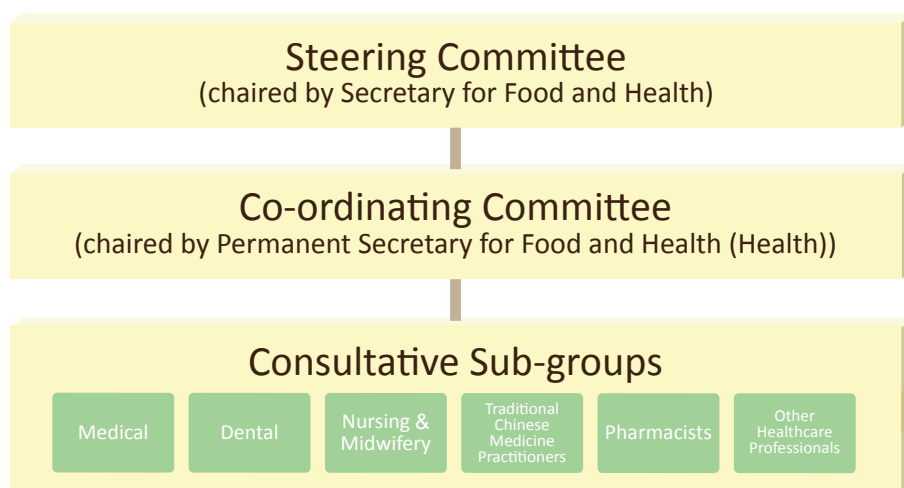 Steering Committee
(chaired by Secretary for Food and Health)
Co-ordinating Committee
(chaired by Permanent Secretary for Food and Health (Health))
Consultative Sub-groups
Medical
Dental
Nursing &
Midwifery
Traditional
Chinese
Medicine
Practitioners
Pharmacists
Other
Healthcare
Professionals